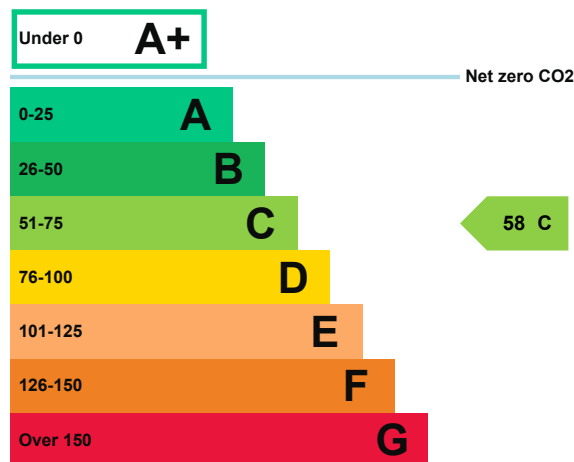 Under 0 A+
Net zero CO2
0-25 A
26-50 B
51-75 C
58 C
76-100 D
101-125 E
126-150 F
Over 150 G